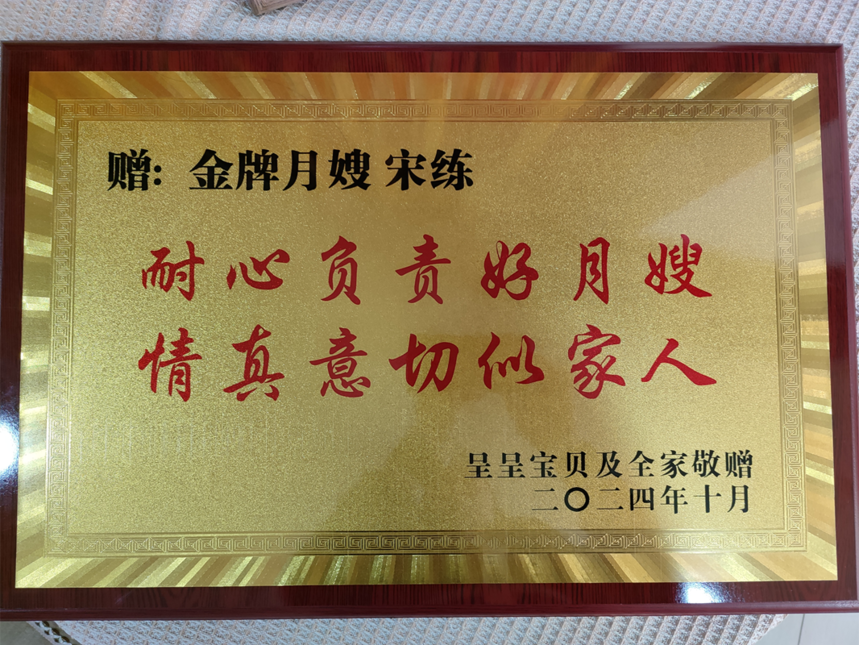 赠: 金牌月嫂 宋练
耐心负责好月嫂
情真意切似家人
呈呈宝贝及全家敬赠
二〇二四年十月